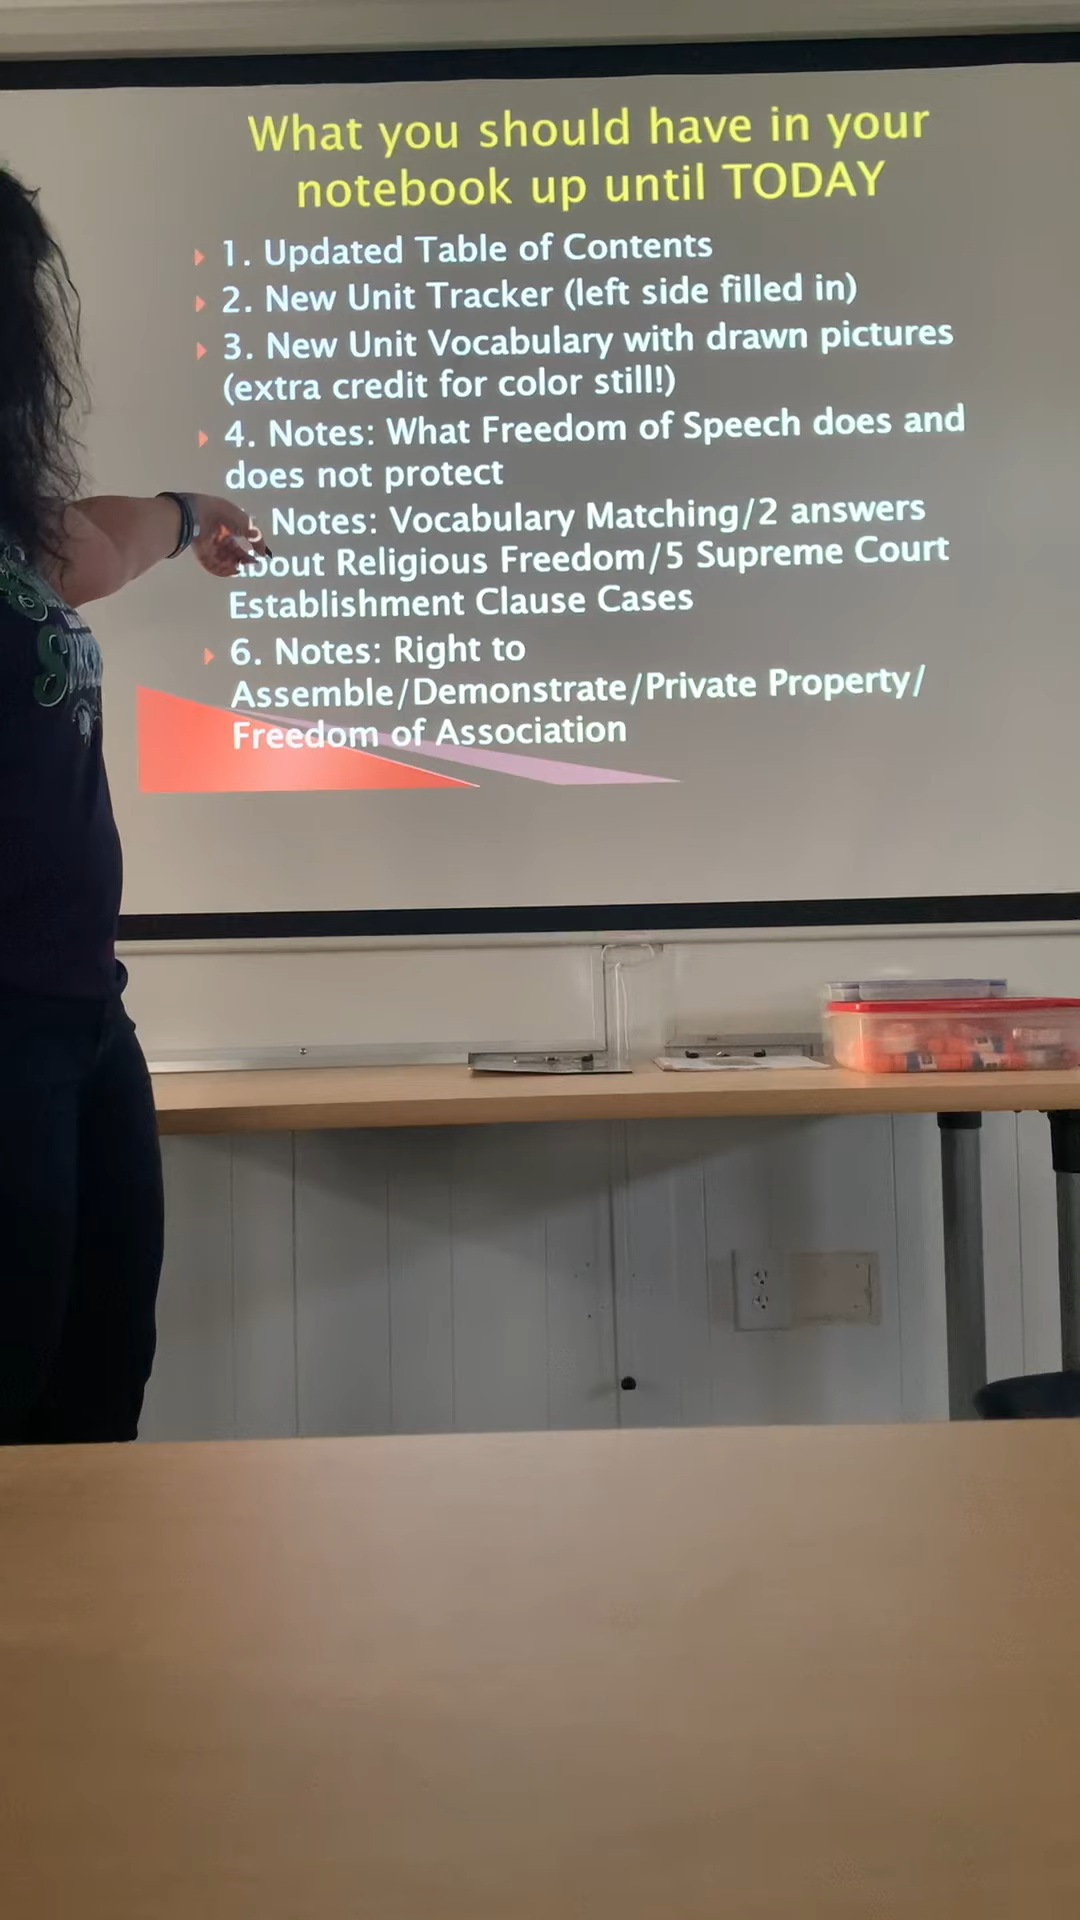 What you should have in your
notebook up until TODAY
1. Updated Table of Contents
2. New Unit Tracker (left side filled in)
3. New Unit Vocabulary with drawn pictures
(extra credit for color still!)
4. Notes: What Freedom of Speech does and
does not protect
Notes: Vocabulary Matching/2 answers
about Religious Freedom/5 Supreme Court
Establishment Clause Cases
6. Notes: Right to
Assemble/Demonstrate/Private Property/
Freedom of Association